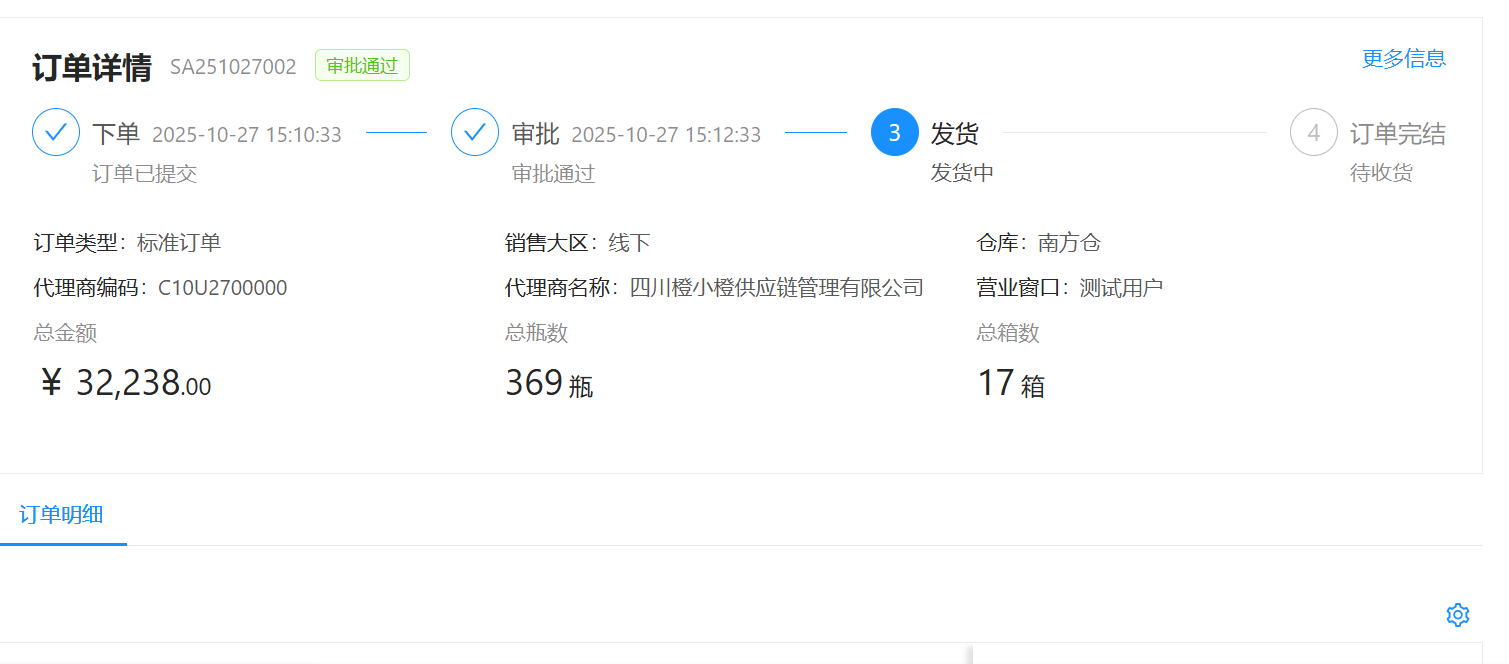 订单详情 SA251027002 审批通过 更多信息
下单 2025-10-27 15:10:33 审批 2025-10-27 15:12:33 3 发货 4 订单完结
订单已提交 审批通过 发货中 待收货
订单类型：标准订单 销售大区：线下 仓库：南方仓
代理商编码：C10U2700000 代理商名称：四川橙小橙供应链管理有限公司 营业窗口：测试用户
总金额 总瓶数 总箱数
¥ 32,238.00 369 瓶 17 箱
订单明细